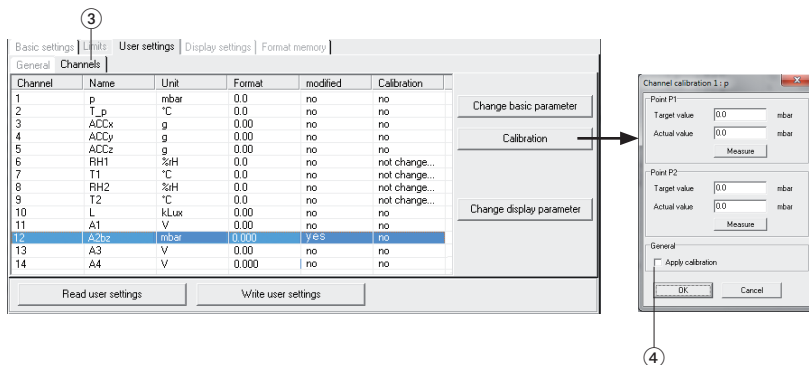 ③
Basic settings Limits User settings Display settings Format memory
General Channels
Channel Name Unit Format modified Calibration
1 p mbar 0.0 no no
2 T_p °C 0.0 no no
3 ACCx g 0.00 no no
4 ACCy g 0.00 no no
5 ACCz g 0.00 no no
6 RH1 %rH 0.0 no not change...
7 T1 °C 0.0 no not change...
8 RH2 %rH 0.0 no not change...
9 T2 °C 0.0 no not change...
10 L kLux 0.00 no no
11 A1 V 0.00 no no
12 A2bz mbar 0.000 yes no
13 A3 V 0.00 no no
14 A4 V 0.000 no no
Change basic parameter
Calibration
Change display parameter
Read user settings Write user settings
Channel calibration 1 : p
Point P1
Target value 0.0 mbar
Actual value 0.0 mbar
Measure
Point P2
Target value 0.0 mbar
Actual value 0.0 mbar
Measure
General
Apply calibration
OK Cancel
④